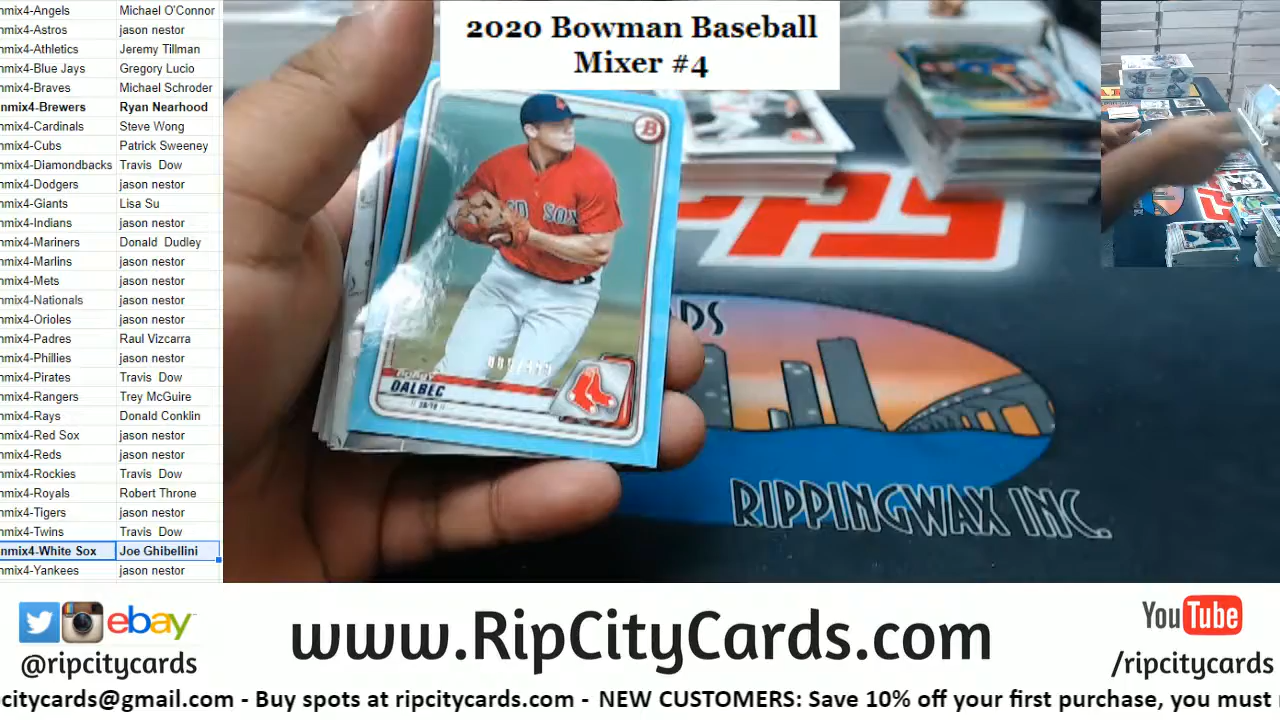 2020 Bowman Baseball
Mixer #4
nmix4-Angels Michael O'Connor
nmix4-Astros jason nestor
nmix4-Athletics Jeremy Tillman
nmix4-Blue Jays Gregory Lucio
nmix4-Braves Michael Schroder
nmix4-Brewers Ryan Nearhood
nmix4-Cardinals Steve Wong
nmix4-Cubs Patrick Sweeney
nmix4-Diamondbacks Travis Dow
nmix4-Dodgers jason nestor
nmix4-Giants Lisa Su
nmix4-Indians jason nestor
nmix4-Mariners Donald Dudley
nmix4-Marlins jason nestor
nmix4-Mets jason nestor
nmix4-Nationals jason nestor
nmix4-Orioles jason nestor
nmix4-Padres Raul Vizcarra
nmix4-Phillies jason nestor
nmix4-Pirates Travis Dow
nmix4-Rangers Trey McGuire
nmix4-Rays Donald Conklin
nmix4-Red Sox jason nestor
nmix4-Reds jason nestor
nmix4-Rockies Travis Dow
nmix4-Royals Robert Throne
nmix4-Tigers jason nestor
nmix4-Twins Travis Dow
nmix4-White Sox Joe Ghibellini
nmix4-Yankees jason nestor
B
RED SOX
BOBBY
DALBEC
RIPPINGWAX INC.
ebay
@ripcitycards
www.RipCityCards.com
YouTube
/ripcitycards
citycards@gmail.com - Buy spots at ripcitycards.com - NEW CUSTOMERS: Save 10% off your first purchase, you must